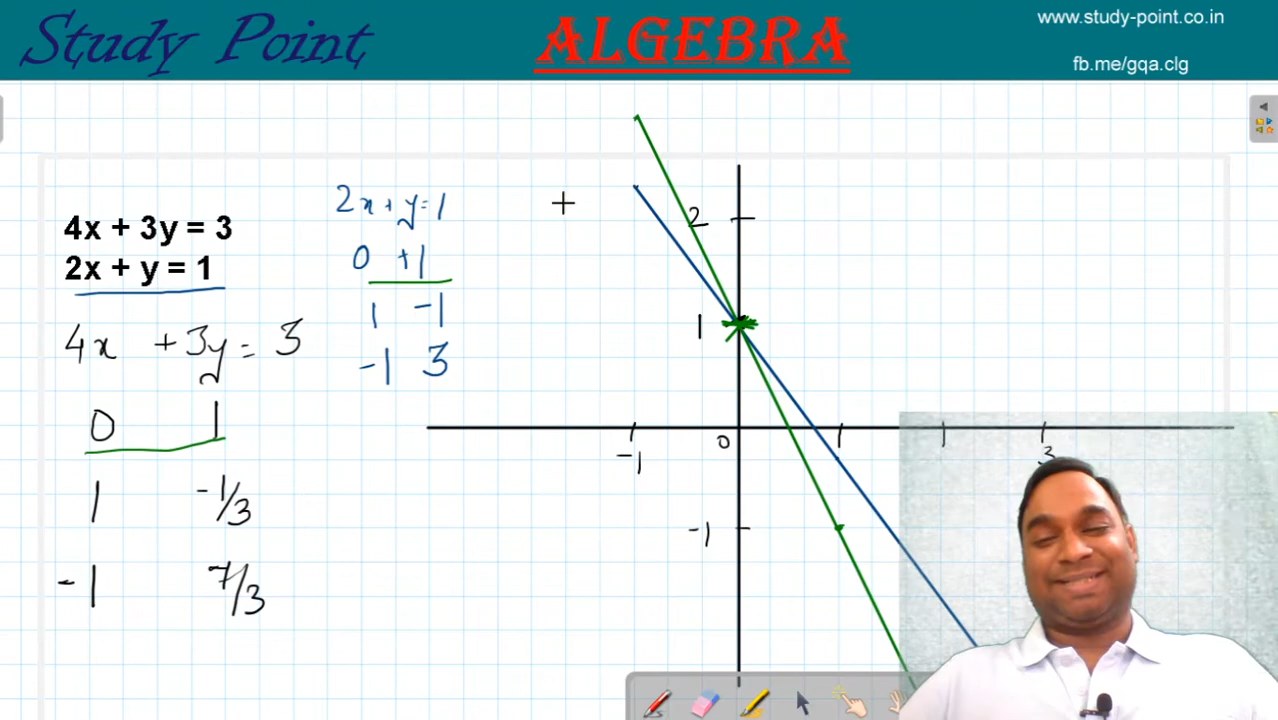 Study Point
ALGEBRA
www.study-point.co.in
fb.me/gqa.clg
4x + 3y = 3
2x + y = 1
4x + 3y = 3
0 1
1 -1/3
-1 7/3
2x + y = 1
0 +1
1 -1
-1 3
+
2
1
-1 0 3
-1